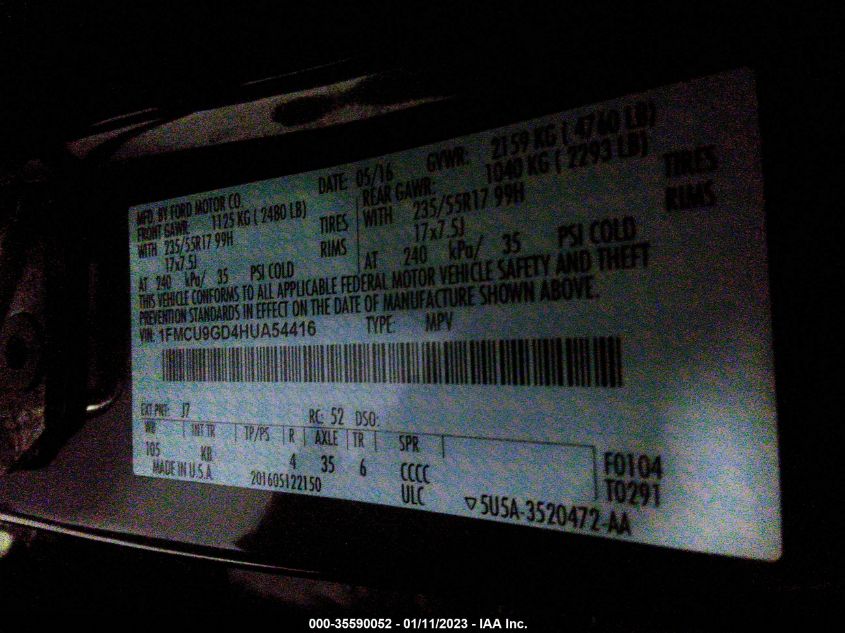 MFD. BY FORD MOTOR CO.
DATE: 05/16 GVWR: 2159 KG ( 4760 LB)
FRONT GAWR: 1125 KG ( 2480 LB)
REAR GAWR: 1040 KG ( 2293 LB)
WITH 235/55R17 99H TIRES
WITH 235/55R17 99H TIRES
17x7.5J RIMS
17x7.5J RIMS
AT 240 kPa/ 35 PSI COLD
AT 240 kPa/ 35 PSI COLD
THIS VEHICLE CONFORMS TO ALL APPLICABLE FEDERAL MOTOR VEHICLE SAFETY AND THEFT
PREVENTION STANDARDS IN EFFECT ON THE DATE OF MANUFACTURE SHOWN ABOVE.
VIN: 1FMCU9GD4HUA54416 TYPE: MPV
EXT PNT: J7 RC: 52 DSO:
WB INT TR TP/PS R AXLE TR SPR
105 KB 4 35 6 CCCC F0104
MADE IN U.S.A. 201605122150 ULC T0291
▽5U5A-3520472-AA
000-35590052 - 01/11/2023 - IAA Inc.